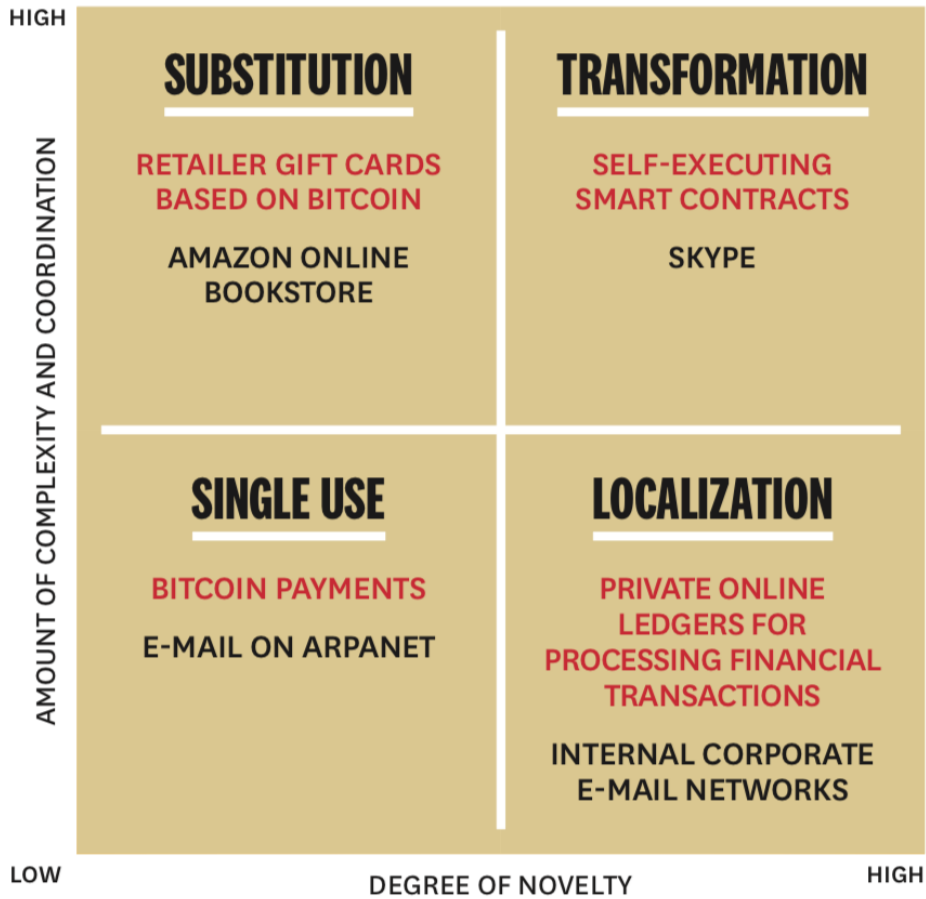 HIGH
AMOUNT OF COMPLEXITY AND COORDINATION
SUBSTITUTION
RETAILER GIFT CARDS
BASED ON BITCOIN
AMAZON ONLINE
BOOKSTORE
TRANSFORMATION
SELF-EXECUTING
SMART CONTRACTS
SKYPE
SINGLE USE
BITCOIN PAYMENTS
E-MAIL ON ARPANET
LOCALIZATION
PRIVATE ONLINE
LEDGERS FOR
PROCESSING FINANCIAL
TRANSACTIONS
INTERNAL CORPORATE
E-MAIL NETWORKS
LOW
DEGREE OF NOVELTY
HIGH